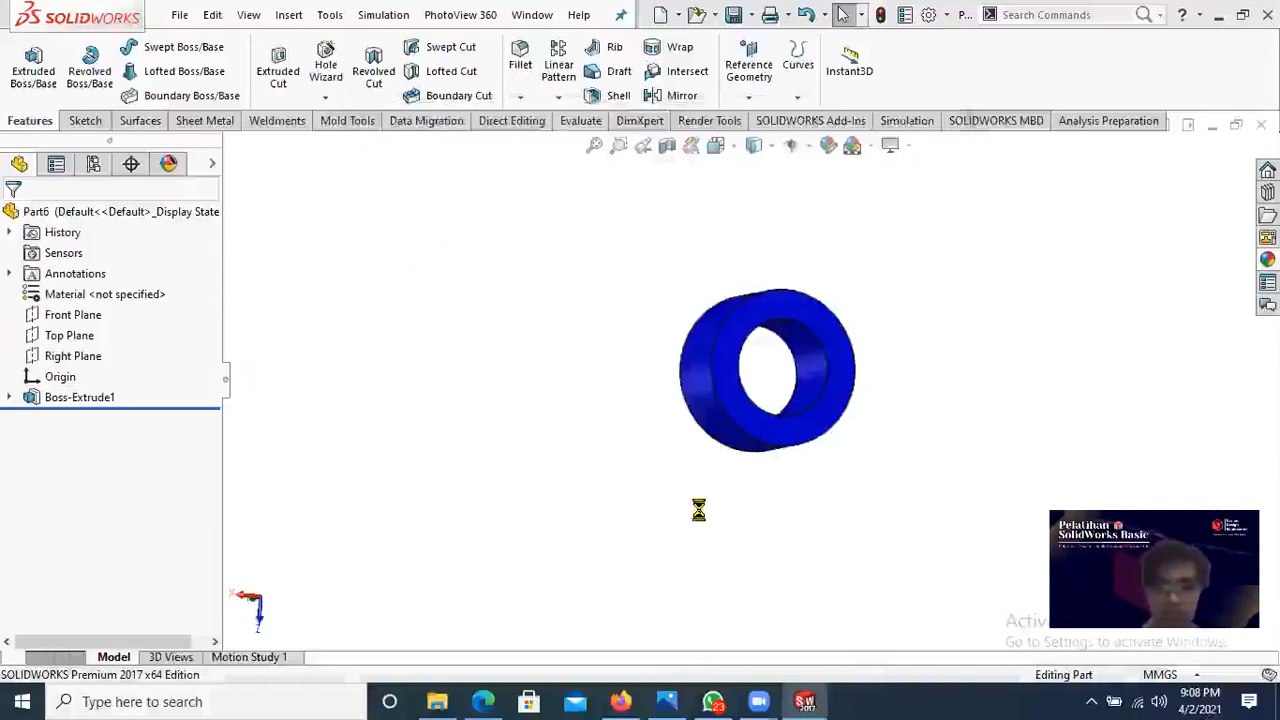 SOLIDWORKS
File Edit View Insert Tools Simulation PhotoView 360 Window Help
P...
Search Commands
Extruded Boss/Base
Revolved Boss/Base
Swept Boss/Base
Lofted Boss/Base
Boundary Boss/Base
Extruded Cut
Hole Wizard
Revolved Cut
Swept Cut
Lofted Cut
Boundary Cut
Fillet
Linear Pattern
Rib
Draft
Shell
Wrap
Intersect
Mirror
Reference Geometry
Curves
Instant3D
Features Sketch Surfaces Sheet Metal Weldments Mold Tools Data Migration Direct Editing Evaluate DimXpert Render Tools SOLIDWORKS Add-Ins Simulation SOLIDWORKS MBD Analysis Preparation
Part6 (Default<<Default>_Display State
History
Sensors
Annotations
Material <not specified>
Front Plane
Top Plane
Right Plane
Origin
Boss-Extrude1
X
Z
Pelatihan
SolidWorks Basic
Activ
Go to Settings to activate Windows.
Model 3D Views Motion Study 1
SOLIDWORKS Premium 2017 x64 Edition
Editing Part
MMGS
Type here to search
23
SW
2017
9:08 PM
4/2/2021